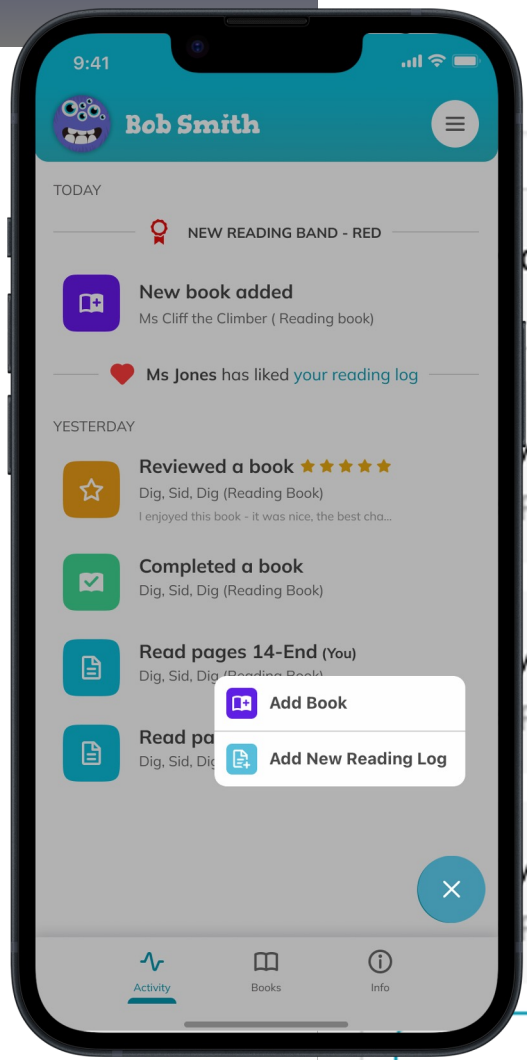 9:41
Bob Smith
TODAY
NEW READING BAND - RED
New book added
Ms Cliff the Climber ( Reading book)
Ms Jones has liked your reading log
YESTERDAY
Reviewed a book
Dig, Sid, Dig (Reading Book)
I enjoyed this book - it was nice, the best cha...
Completed a book
Dig, Sid, Dig (Reading Book)
Read pages 14-End (You)
Dig, Sid, Dig (Reading Book)
Add Book
Read pa
Dig, Sid, Dig
Add New Reading Log
Activity
Books
Info